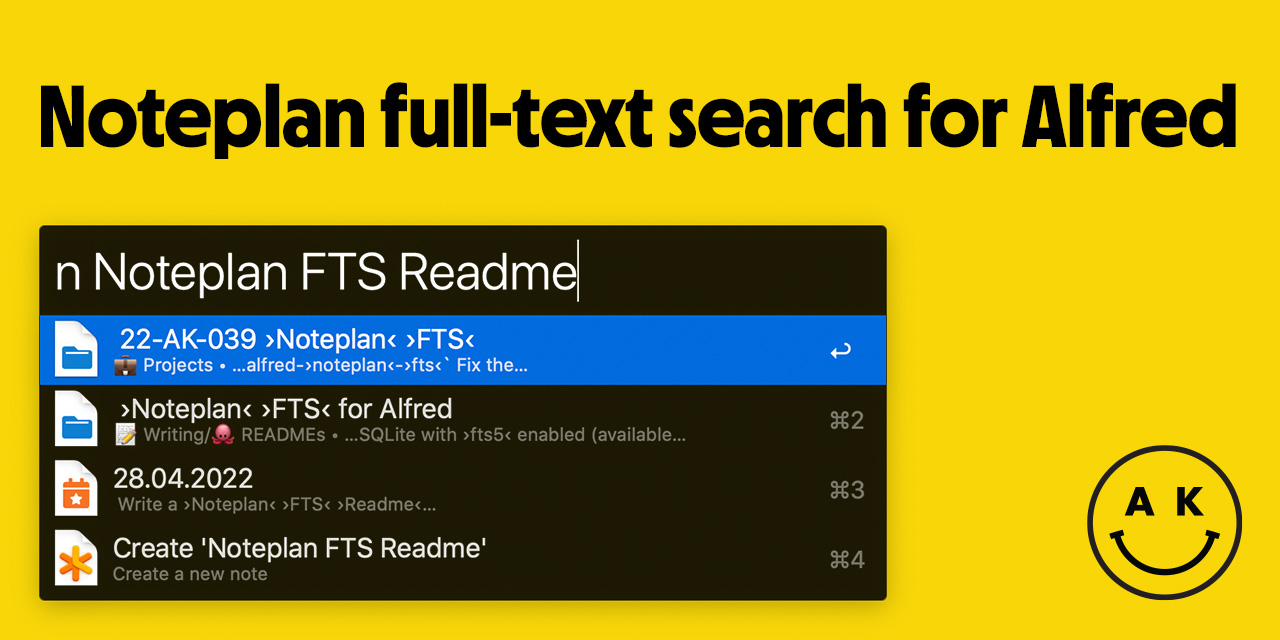 Noteplan full-text search for Alfred
n Noteplan FTS Readme
22-AK-039 ›Noteplan‹ ›FTS‹
Projects • ...alfred-›noteplan‹-›fts‹` Fix the...
›Noteplan‹ ›FTS‹ for Alfred
Writing/🐙 READMEs • ...SQLite with ›fts5‹ enabled (available...
⌘2
28.04.2022
Write a ›Noteplan‹ ›FTS‹ ›Readme‹...
⌘3
Create 'Noteplan FTS Readme'
Create a new note
⌘4
A K